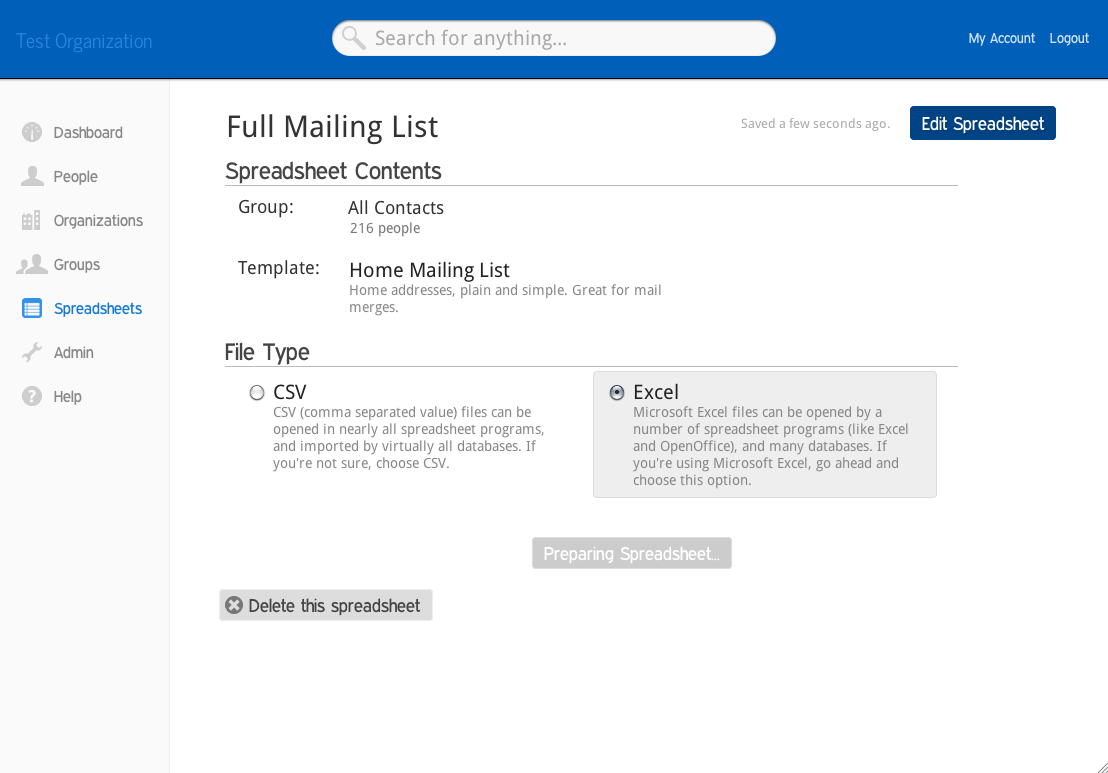 Test Organization
Search for anything...
My Account
Logout
Dashboard
People
Organizations
Groups
Spreadsheets
Admin
Help
Full Mailing List
Saved a few seconds ago.
Edit Spreadsheet
Spreadsheet Contents
Group:
All Contacts
216 people
Template:
Home Mailing List
Home addresses, plain and simple. Great for mail
merges.
File Type
CSV
CSV (comma separated value) files can be
opened in nearly all spreadsheet programs,
and imported by virtually all databases. If
you're not sure, choose CSV.
Excel
Microsoft Excel files can be opened by a
number of spreadsheet programs (like Excel
and OpenOffice), and many databases. If
you're using Microsoft Excel, go ahead and
choose this option.
Preparing Spreadsheet...
Delete this spreadsheet